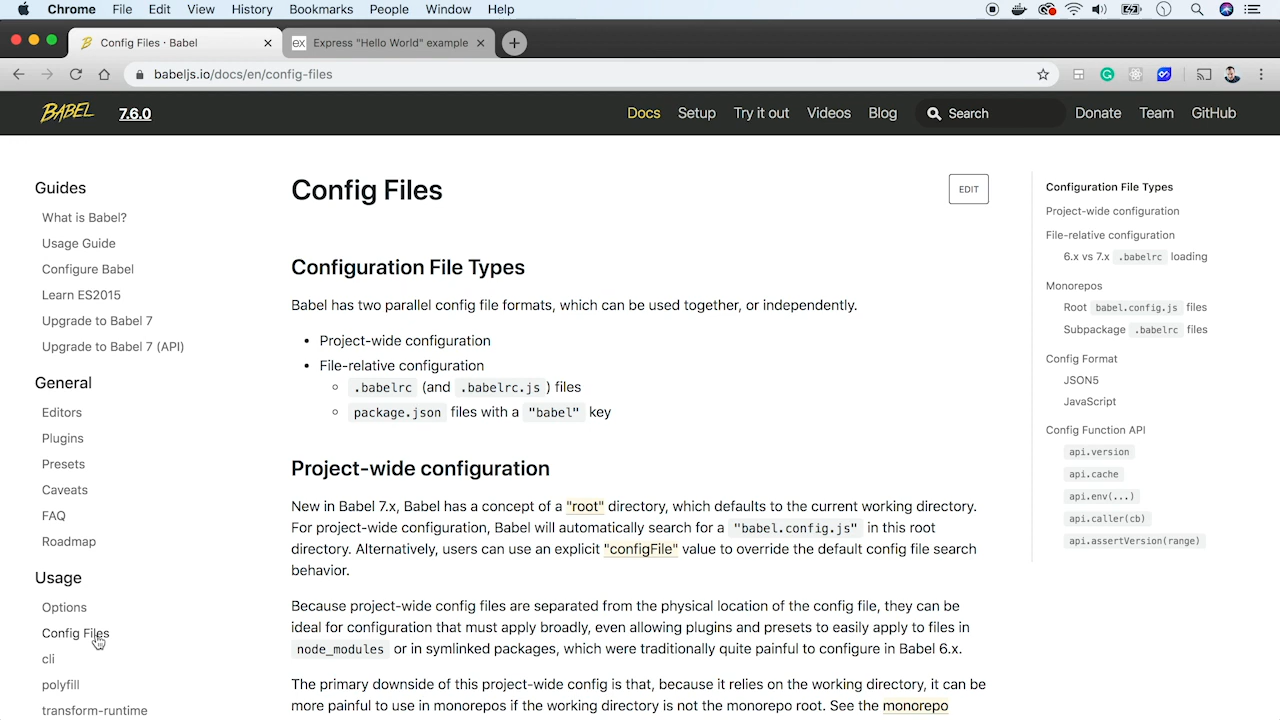 Chrome File Edit View History Bookmarks People Window Help
Config Files · Babel
ex Express "Hello World" example
babeljs.io/docs/en/config-files
BABEL 7.6.0 Docs Setup Try it out Videos Blog Search Donate Team GitHub
Guides
What is Babel?
Usage Guide
Configure Babel
Learn ES2015
Upgrade to Babel 7
Upgrade to Babel 7 (API)
General
Editors
Plugins
Presets
Caveats
FAQ
Roadmap
Usage
Options
Config Files
cli
polyfill
transform-runtime
Config Files
EDIT
Configuration File Types
Babel has two parallel config file formats, which can be used together, or independently.
• Project-wide configuration
• File-relative configuration
○ .babelrc (and .babelrc.js ) files
○ package.json files with a "babel" key
Project-wide configuration
New in Babel 7.x, Babel has a concept of a "root" directory, which defaults to the current working directory.
For project-wide configuration, Babel will automatically search for a "babel.config.js" in this root
directory. Alternatively, users can use an explicit "configFile" value to override the default config file search
behavior.
Because project-wide config files are separated from the physical location of the config file, they can be
ideal for configuration that must apply broadly, even allowing plugins and presets to easily apply to files in
node_modules or in symlinked packages, which were traditionally quite painful to configure in Babel 6.x.
The primary downside of this project-wide config is that, because it relies on the working directory, it can be
more painful to use in monorepos if the working directory is not the monorepo root. See the monorepo
Configuration File Types
Project-wide configuration
File-relative configuration
6.x vs 7.x .babelrc loading
Monorepos
Root babel.config.js files
Subpackage .babelrc files
Config Format
JSON5
JavaScript
Config Function API
api.version
api.cache
api.env(...)
api.caller(cb)
api.assertVersion(range)